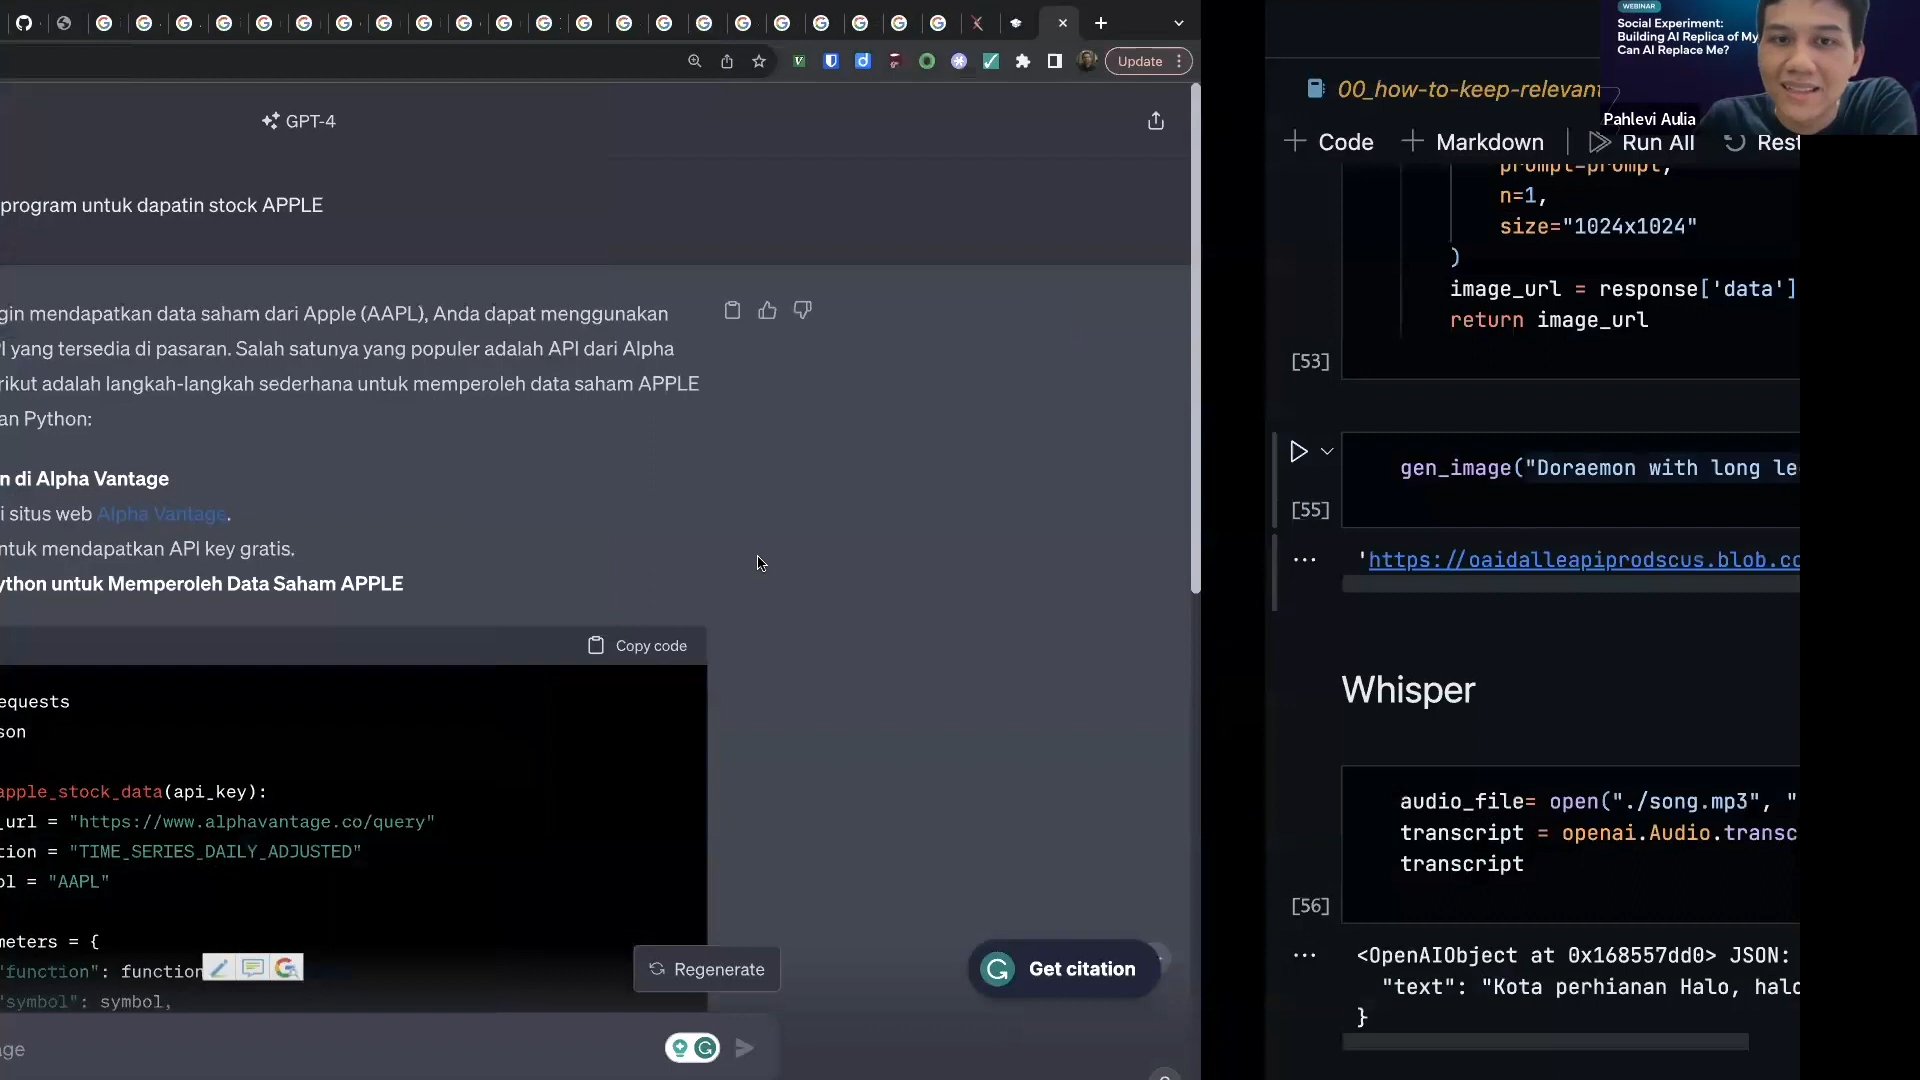 Update
GPT-4
program untuk dapatin stock APPLE
gin mendapatkan data saham dari Apple (AAPL), Anda dapat menggunakan
I yang tersedia di pasaran. Salah satunya yang populer adalah API dari Alpha
rikut adalah langkah-langkah sederhana untuk memperoleh data saham APPLE
an Python:
n di Alpha Vantage
i situs web Alpha Vantage.
ntuk mendapatkan API key gratis.
ython untuk Memperoleh Data Saham APPLE
Copy code
equests
son
apple_stock_data(api_key):
_url = "https://www.alphavantage.co/query"
tion = "TIME_SERIES_DAILY_ADJUSTED"
ol = "AAPL"
meters = {
"function": function
"symbol": symbol,
Regenerate
Get citation
ge
WEBINAR
Social Experiment:
Building AI Replica of My
Can AI Replace Me?
Pahlevi Aulia
00_how-to-keep-relevant
Code
Markdown
Run All
Rest
prompt=prompt,
n=1,
size="1024x1024"
)
image_url = response['data']
return image_url
[53]
gen_image("Doraemon with long le
[55]
'https://oaidalleapiprodscus.blob.co
Whisper
audio_file= open("./song.mp3", "
transcript = openai.Audio.transc
transcript
[56]
<OpenAIObject at 0x168557dd0> JSON:
"text": "Kota perhianan Halo, halo
}